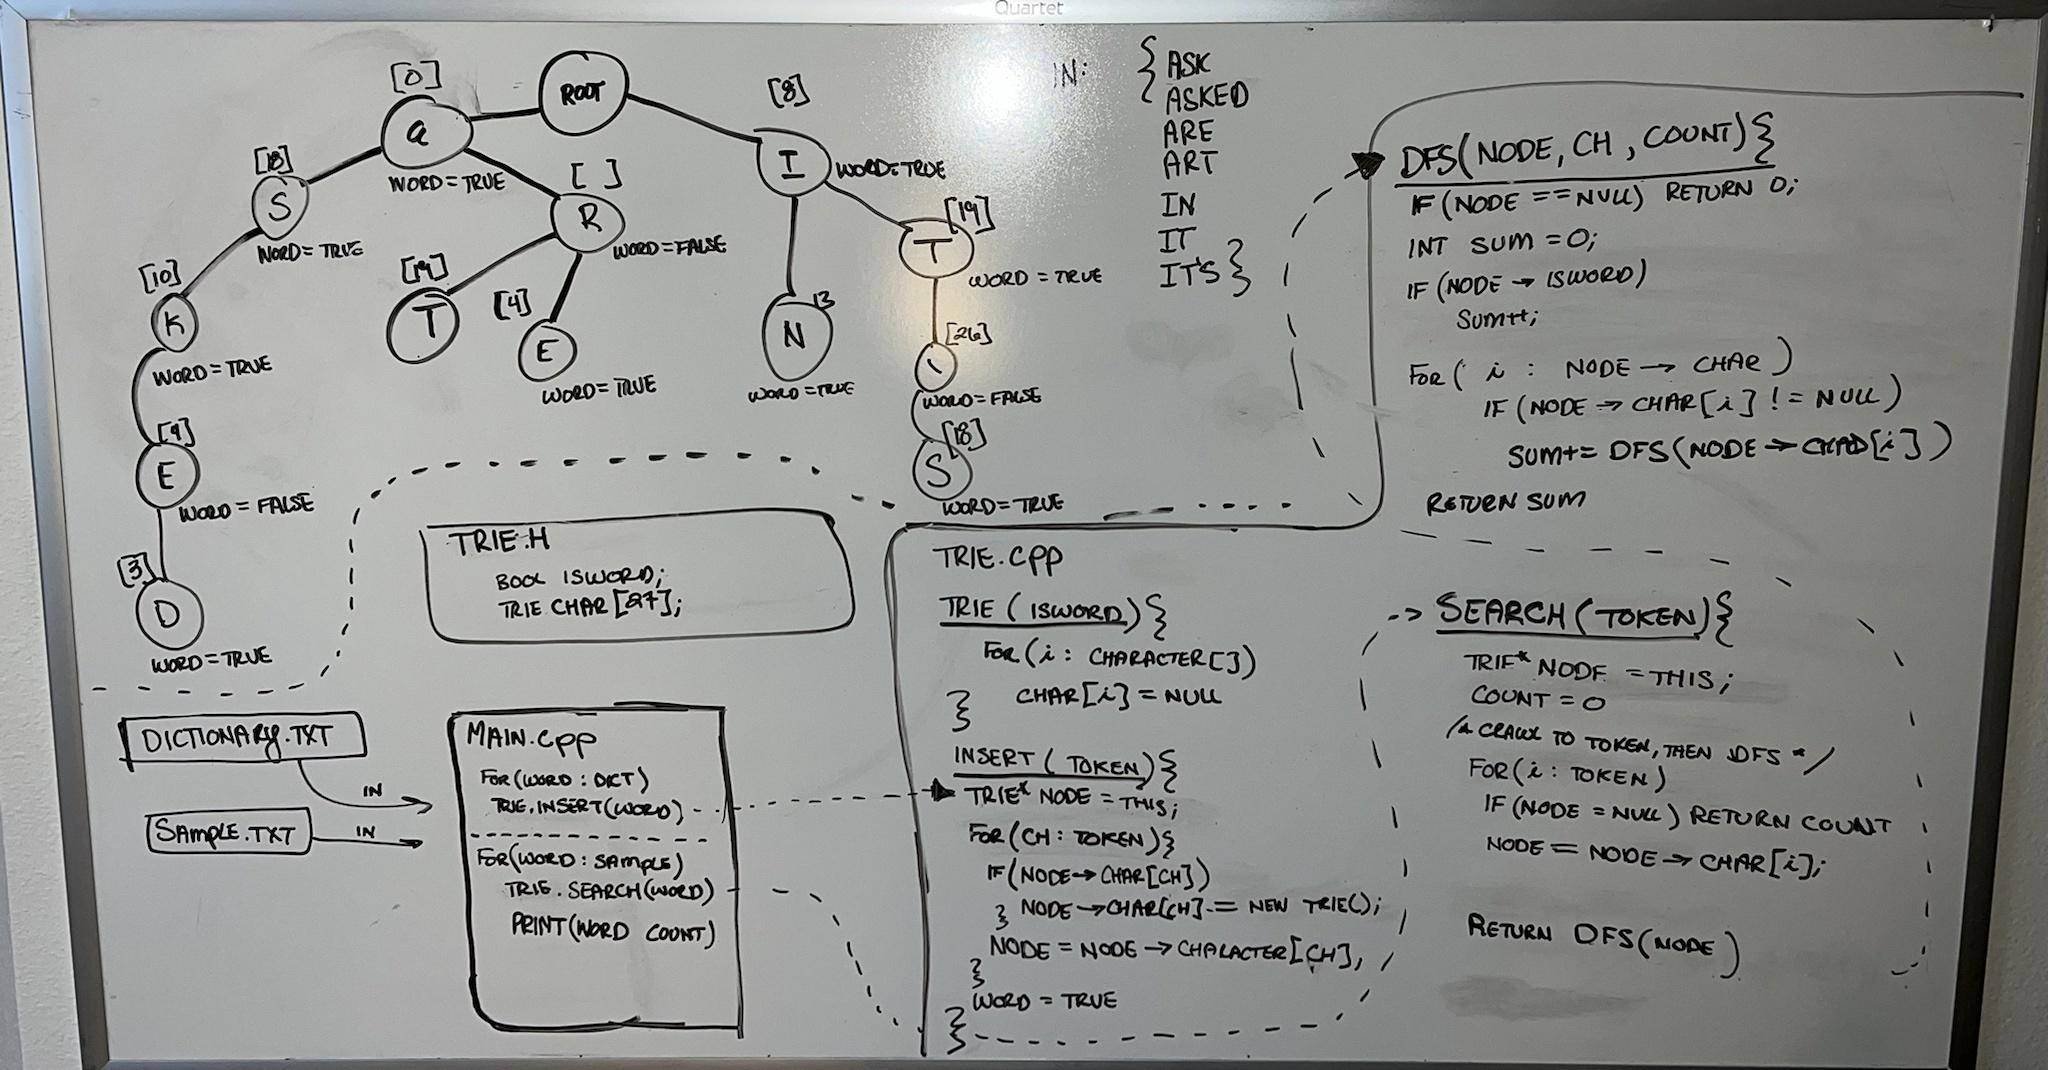 Quartet
ROOT
[0]
a
WORD = TRUE
[18]
S
WORD = TRUE
[10]
K
WORD = TRUE
[4]
E
WORD = FALSE
[3]
D
WORD = TRUE
[ ]
R
WORD = FALSE
[19]
T
[4]
E
WORD = TRUE
[8]
I
WORD = TRUE
13
N
WORD = TRUE
[19]
T
WORD = TRUE
[26]
'
WORD = FALSE
[18]
S
WORD = TRUE
IN:
{ ASK
ASKED
ARE
ART
IN
IT
IT'S }
DFS(NODE, CH, COUNT){
IF (NODE == NULL) RETURN 0;
INT SUM = 0;
IF (NODE → ISWORD)
SUM++;
FOR ( i : NODE → CHAR )
IF (NODE → CHAR[i] != NULL)
SUM += DFS(NODE → CHAR[i])
RETURN SUM
TRIE.H
BOOL ISWORD;
TRIE CHAR [27];
DICTIONARY.TXT
IN
SAMPLE.TXT
IN
MAIN.CPP
FOR(WORD : DICT)
TRIE.INSERT(WORD)
FOR(WORD : SAMPLE)
TRIE.SEARCH(WORD)
PRINT(WORD COUNT)
TRIE.CPP
TRIE (ISWORD){
FOR(i : CHARACTER[])
CHAR[i] = NULL
}
INSERT( TOKEN){
TRIE* NODE = THIS;
FOR(CH : TOKEN){
IF(NODE → CHAR[CH])
} NODE → CHAR[CH] = NEW TRIE();
NODE = NODE → CHARACTER[CH],
}
WORD = TRUE
}
SEARCH(TOKEN){
TRIE* NODE = THIS;
COUNT = 0
/* CRAWL TO TOKEN, THEN DFS */
FOR(i : TOKEN)
IF(NODE = NULL) RETURN COUNT
NODE = NODE → CHAR[i];
RETURN DFS(NODE)